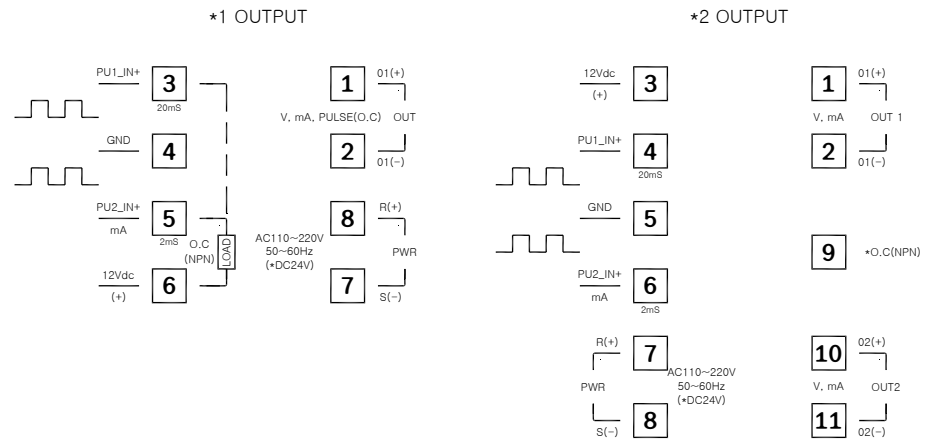 *1 OUTPUT
PU1_IN+
3
20mS
GND
4
PU2_IN+
mA
5
2mS
O.C
(NPN)
LOAD
12Vdc
(+)
6
1
01(+)
V, mA, PULSE(O.C) OUT
2
01(-)
8
R(+)
AC110~220V
50~60Hz
(*DC24V)
PWR
7
S(-)
*2 OUTPUT
12Vdc
(+)
3
PU1_IN+
4
20mS
GND
5
PU2_IN+
mA
6
2mS
R(+)
7
PWR
AC110~220V
50~60Hz
(*DC24V)
S(-)
8
1
01(+)
V, mA OUT 1
2
01(-)
9
*O.C(NPN)
10
02(+)
V, mA OUT2
11
02(-)